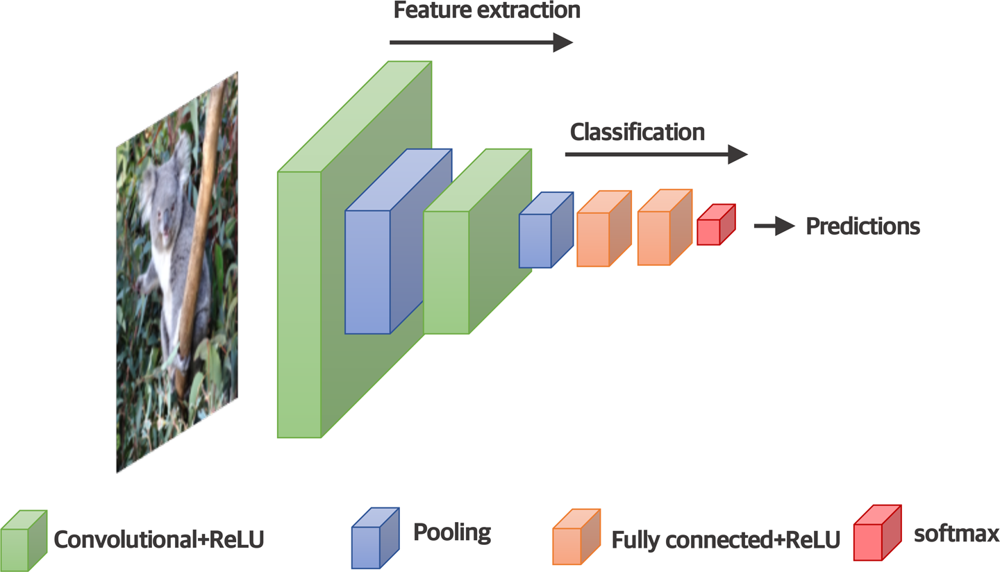 Feature extraction
Classification
Predictions
Convolutional+ReLU
Pooling
Fully connected+ReLU
softmax